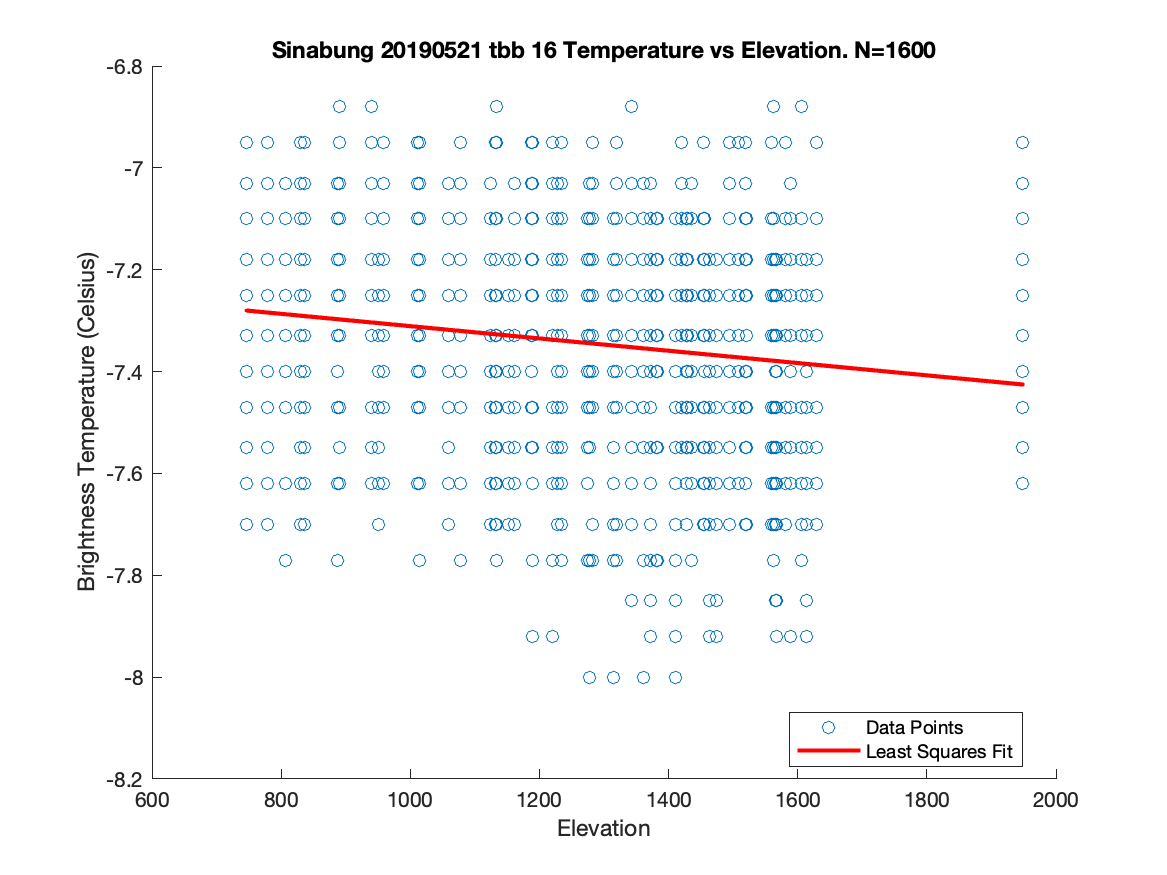 Sinabung 20190521 tbb 16 Temperature vs Elevation. N=1600
Brightness Temperature (Celsius)
-6.8
-7
-7.2
-7.4
-7.6
-7.8
-8
-8.2
Data Points
Least Squares Fit
600 800 1000 1200 1400 1600 1800 2000
Elevation